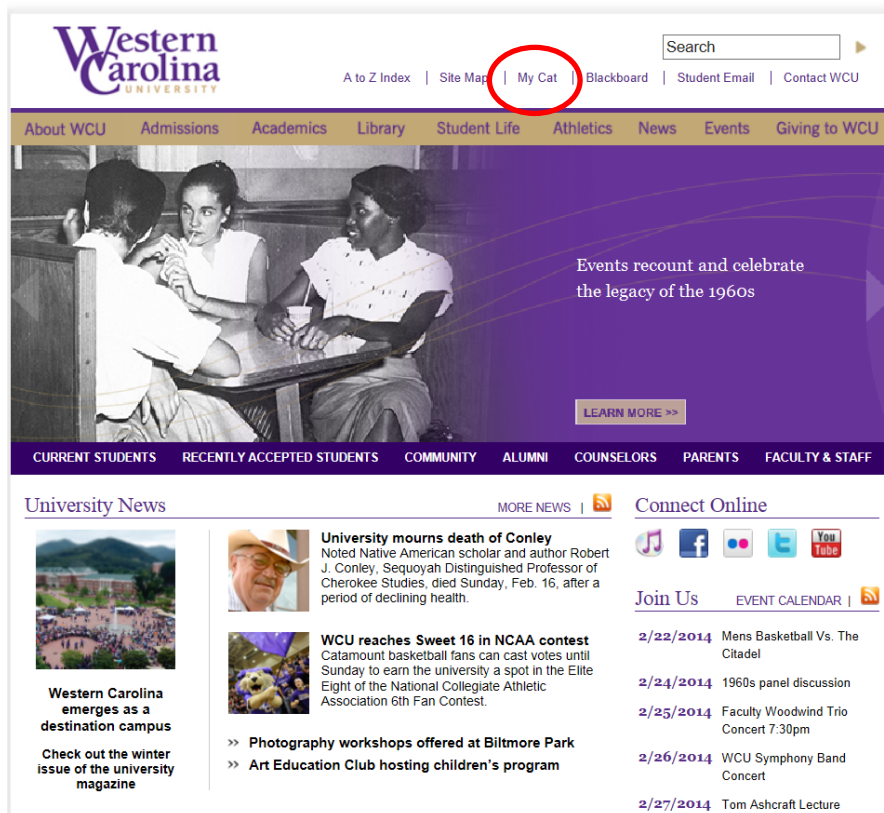 Western
Carolina
UNIVERSITY
Search
A to Z Index | Site Map | My Cat | Blackboard | Student Email | Contact WCU
About WCU Admissions Academics Library Student Life Athletics News Events Giving to WCU
Events recount and celebrate
the legacy of the 1960s
LEARN MORE >>
CURRENT STUDENTS RECENTLY ACCEPTED STUDENTS COMMUNITY ALUMNI COUNSELORS PARENTS FACULTY & STAFF
University News
MORE NEWS |
Western Carolina
emerges as a
destination campus
Check out the winter
issue of the university
magazine
University mourns death of Conley
Noted Native American scholar and author Robert
J. Conley, Sequoyah Distinguished Professor of
Cherokee Studies, died Sunday, Feb. 16, after a
period of declining health.
WCU reaches Sweet 16 in NCAA contest
Catamount basketball fans can cast votes until
Sunday to earn the university a spot in the Elite
Eight of the National Collegiate Athletic
Association 6th Fan Contest.
>> Photography workshops offered at Biltmore Park
>> Art Education Club hosting children's program
Connect Online
f
t
You
Tube
Join Us
EVENT CALENDAR |
2/22/2014 Mens Basketball Vs. The
Citadel
2/24/2014 1960s panel discussion
2/25/2014 Faculty Woodwind Trio
Concert 7:30pm
2/26/2014 WCU Symphony Band
Concert
2/27/2014 Tom Ashcraft Lecture